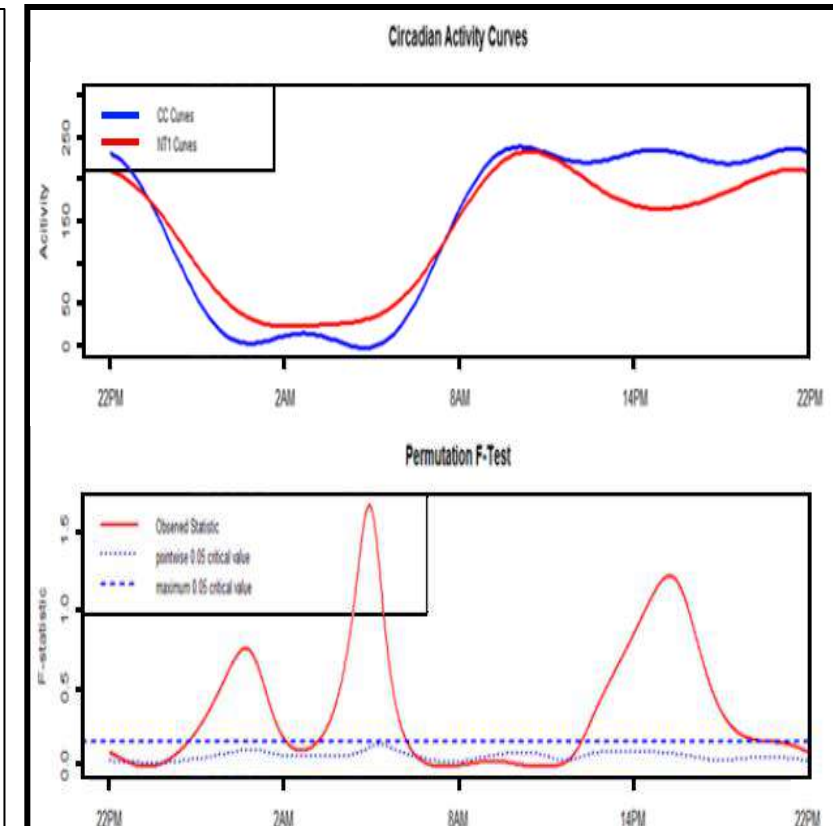 Circadian Activity Curves
CC Curves
NT1 Curves
Acitivity
0 50 150 250
22PM 2AM 8AM 14PM 22PM
Permutation F-Test
Observed Statistic
pointwise 0.05 critical value
maximum 0.05 critical value
F-statistic
0.0 0.5 1.0 1.5
22PM 2AM 8AM 14PM 22PM